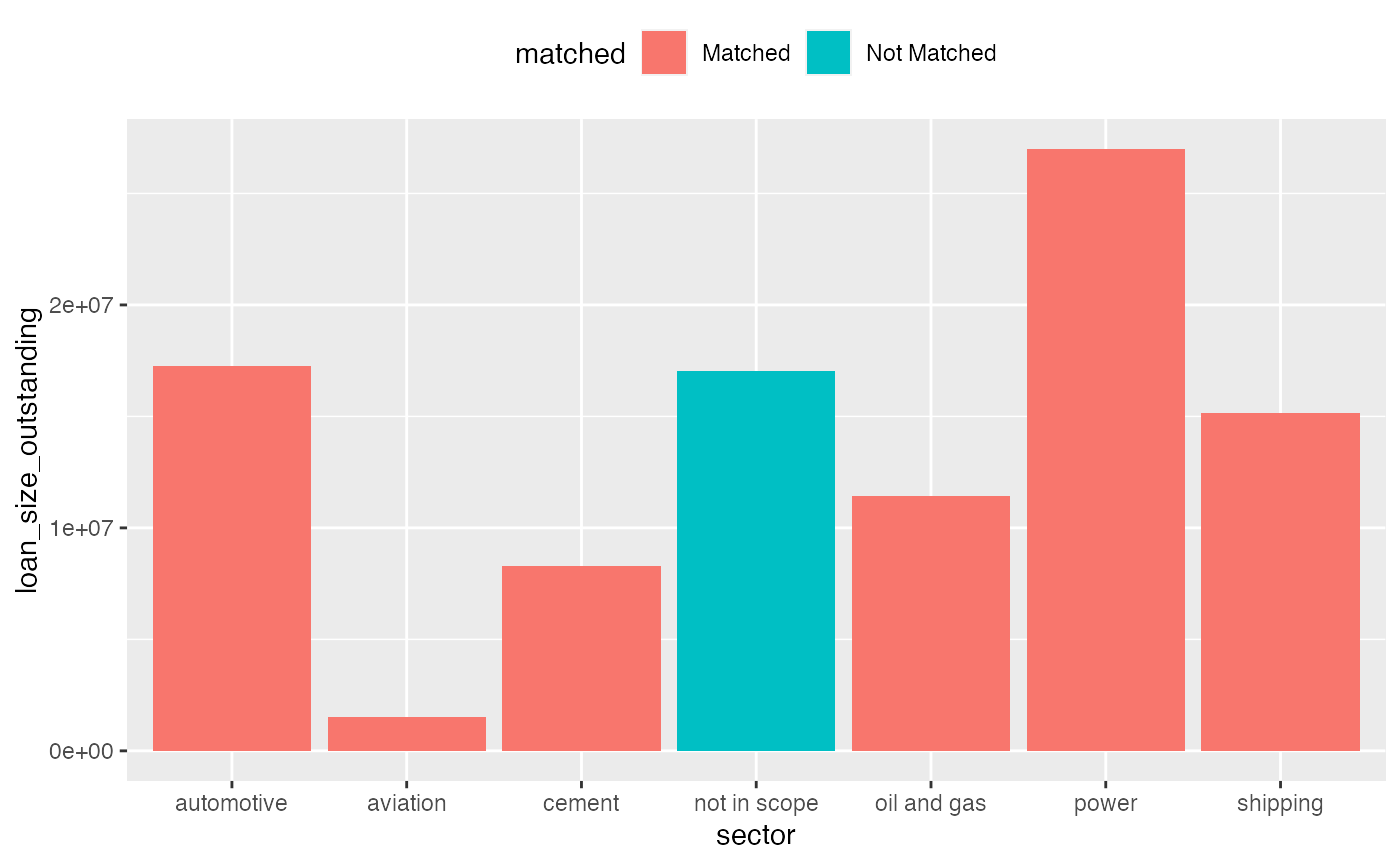 matched Matched Not Matched
loan_size_outstanding
2e+07
1e+07
0e+00
automotive aviation cement not in scope oil and gas power shipping
sector